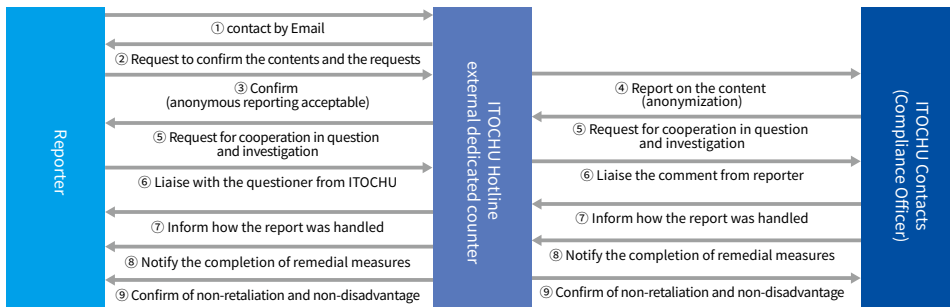 Reporter
① contact by Email
② Request to confirm the contents and the requests
③ Confirm
(anonymous reporting acceptable)
⑤ Request for cooperation in question
and investigation
⑥ Liaise with the questioner from ITOCHU
⑦ Inform how the report was handled
⑧ Notify the completion of remedial measures
⑨ Confirm of non-retaliation and non-disadvantage
ITOCHU Hotline
external dedicated counter
④ Report on the content
(anonymization)
⑤ Request for cooperation in question
and investigation
⑥ Liaise the comment from reporter
⑦ Inform how the report was handled
⑧ Notify the completion of remedial measures
⑨ Confirm of non-retaliation and non-disadvantage
ITOCHU Contacts
(Compliance Officer)